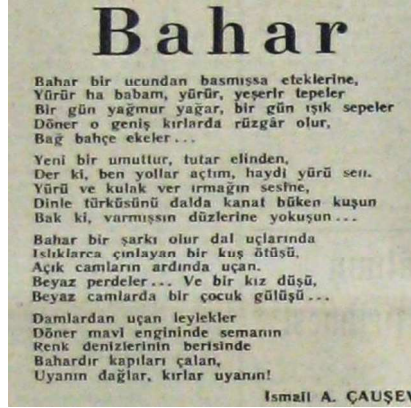 Bahar
Bahar bir ucundan basmışsa eteklerine,
Yürür ha babam, yürür, yeşerir tepeler
Bir gün yağmur yağar, bir gün ışık sepeler
Döner o geniş kırlarda rüzgâr olur,
Bağ bahçe ekeler...
Yeni bir umuttur, tutar elinden,
Der ki, ben yollar açtım, haydi yürü sen.
Yürü ve kulak ver ırmağın sesine,
Dinle türküsünü dalda kanat büken kuşun
Bak ki, varmışsın düzlerine yokuşun...
Bahar bir şarkı olur dal uçlarında
Islıklarca çınlayan bir kuş ötüşü,
Açık camların ardında uçan.
Beyaz perdeler... Ve bir kız düşü,
Beyaz camlarda bir çocuk gülüşü...
Damlardan uçan leylekler
Döner mavi engininde semanın
Renk denizlerinin berisinde
Bahardır kapıları çalan,
Uyanın dağlar, kırlar uyanın!
Ismail A. ÇAUŞEV